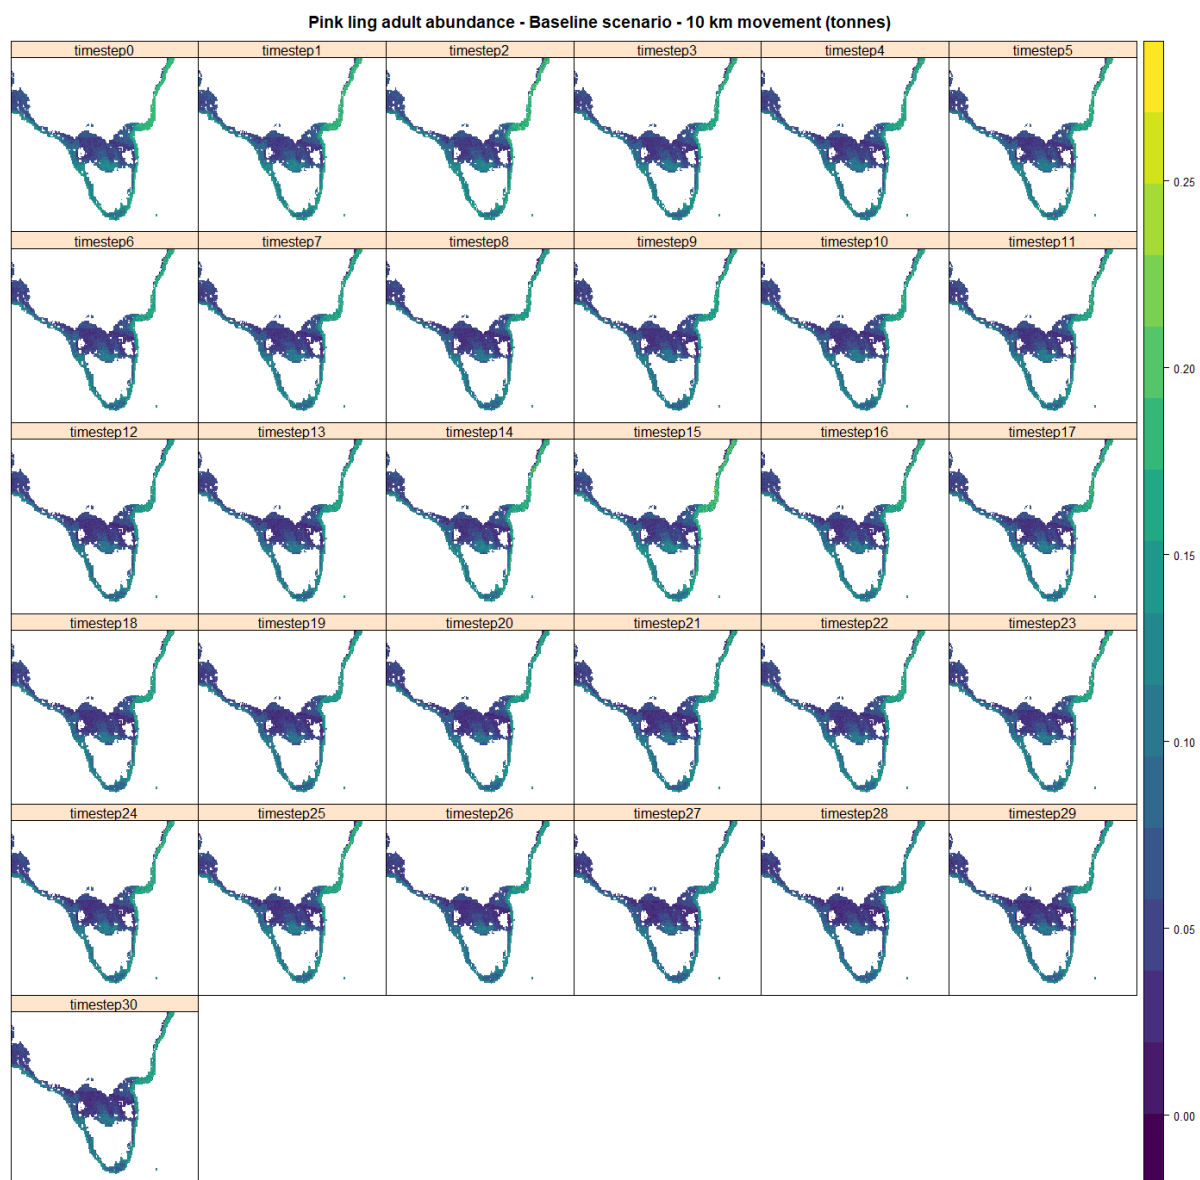 Pink ling adult abundance - Baseline scenario - 10 km movement (tonnes)
timestep0 timestep1 timestep2 timestep3 timestep4 timestep5
timestep6 timestep7 timestep8 timestep9 timestep10 timestep11
timestep12 timestep13 timestep14 timestep15 timestep16 timestep17
timestep18 timestep19 timestep20 timestep21 timestep22 timestep23
timestep24 timestep25 timestep26 timestep27 timestep28 timestep29
timestep30
0.25
0.20
0.15
0.10
0.05
0.00